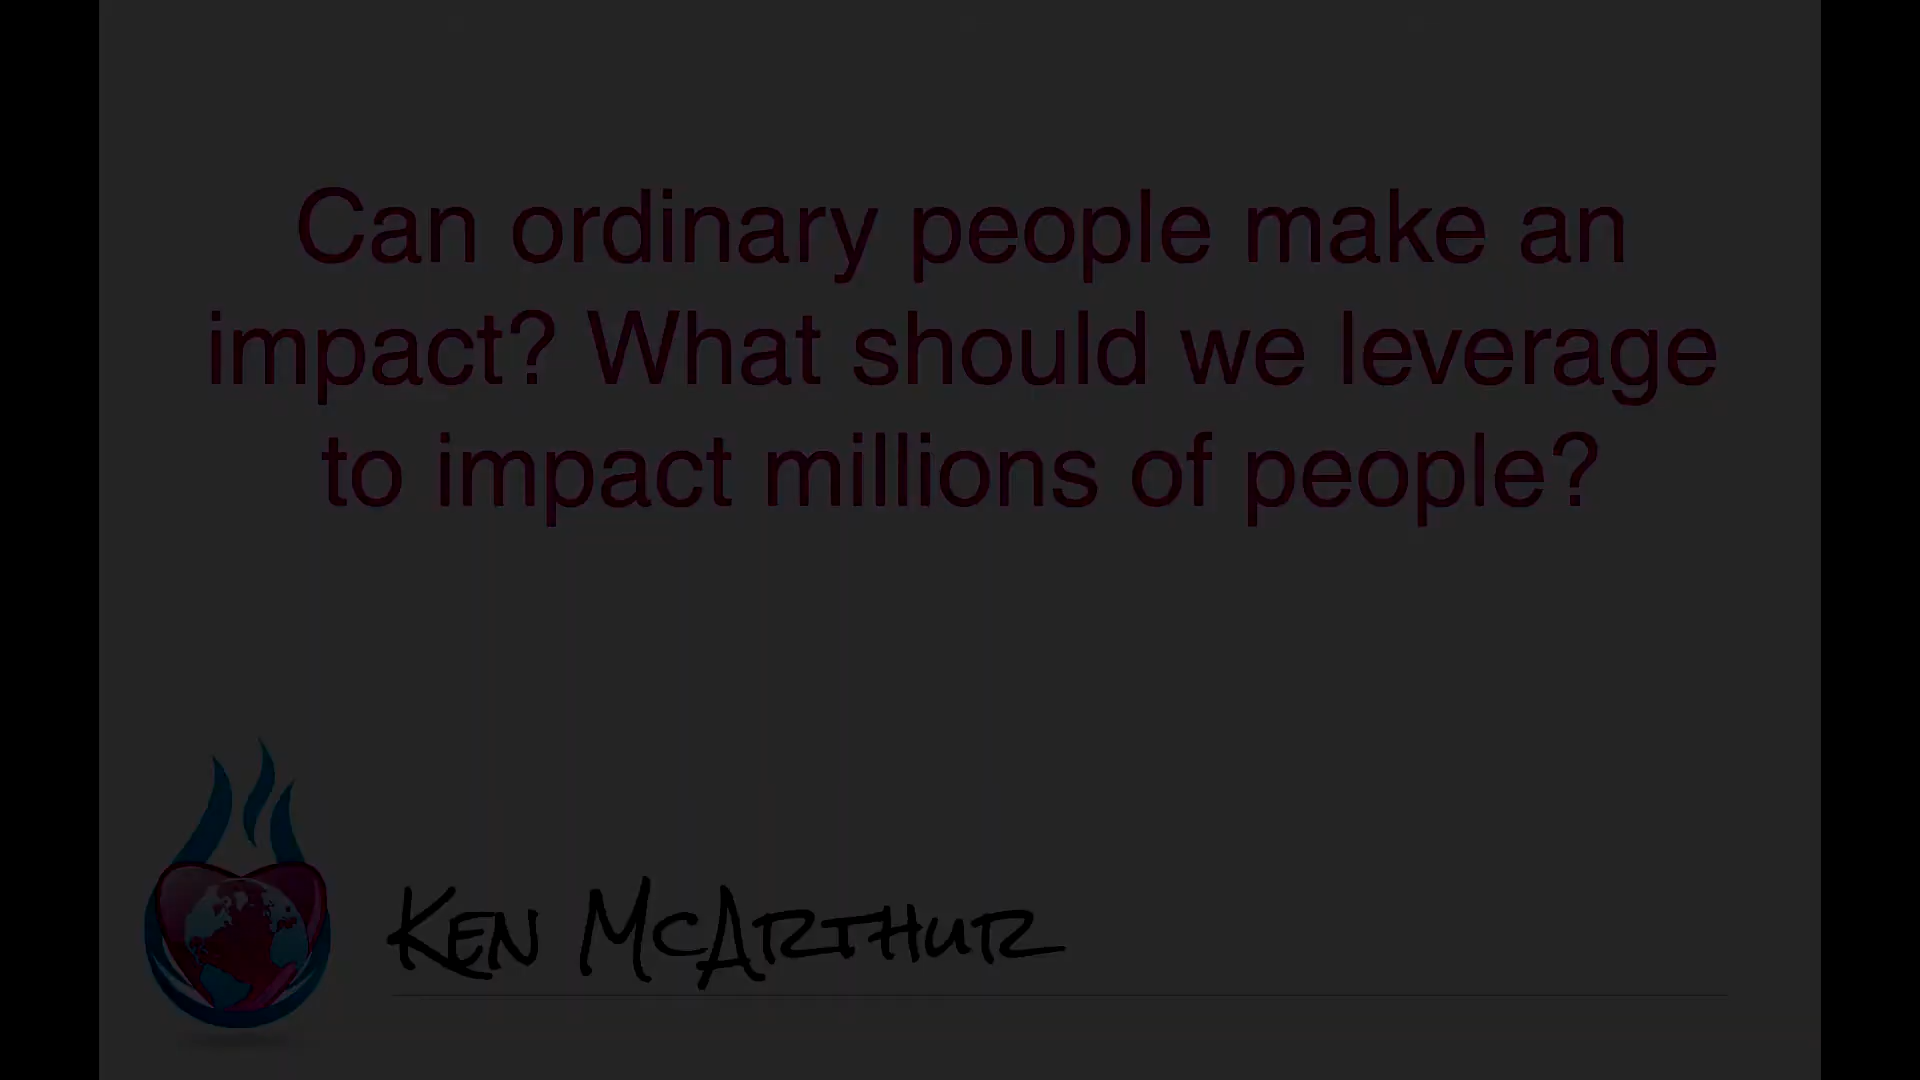 Can ordinary people make an
impact? What should we leverage
to impact millions of people?
Ken McArthur